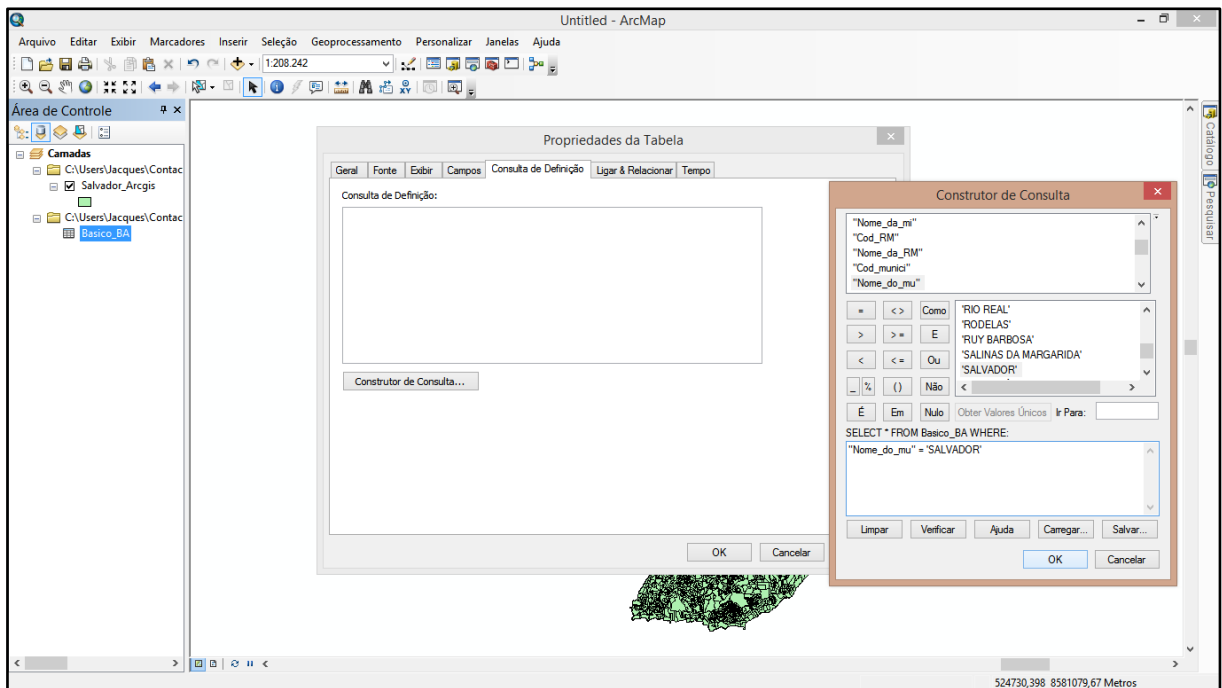 Untitled - ArcMap
Arquivo Editar Exibir Marcadores Inserir Seleção Geoprocessamento Personalizar Janelas Ajuda
1:208.242
Área de Controle
Camadas
C:\Users\Jacques\Contac
Salvador_Arcgis
C:\Users\Jacques\Contac
Basico_BA
Propriedades da Tabela
Geral Fonte Exibir Campos Consulta de Definição Ligar & Relacionar Tempo
Consulta de Definição:
Construtor de Consulta...
OK Cancelar
Construtor de Consulta
"Nome_da_mi"
"Cod_RM"
"Nome_da_RM"
"Cod_munici"
"Nome_do_mu"
= <> Como
> >= E
< <= Ou
_ % () Não
É Em Nulo
'RIO REAL'
'RODELAS'
'RUY BARBOSA'
'SALINAS DA MARGARIDA'
'SALVADOR'
Obter Valores Únicos Ir Para:
SELECT * FROM Basico_BA WHERE:
"Nome_do_mu" = 'SALVADOR'
Limpar Verificar Ajuda Carregar... Salvar...
OK Cancelar
Catálogo
Pesquisar
524730,398 8581079,67 Metros